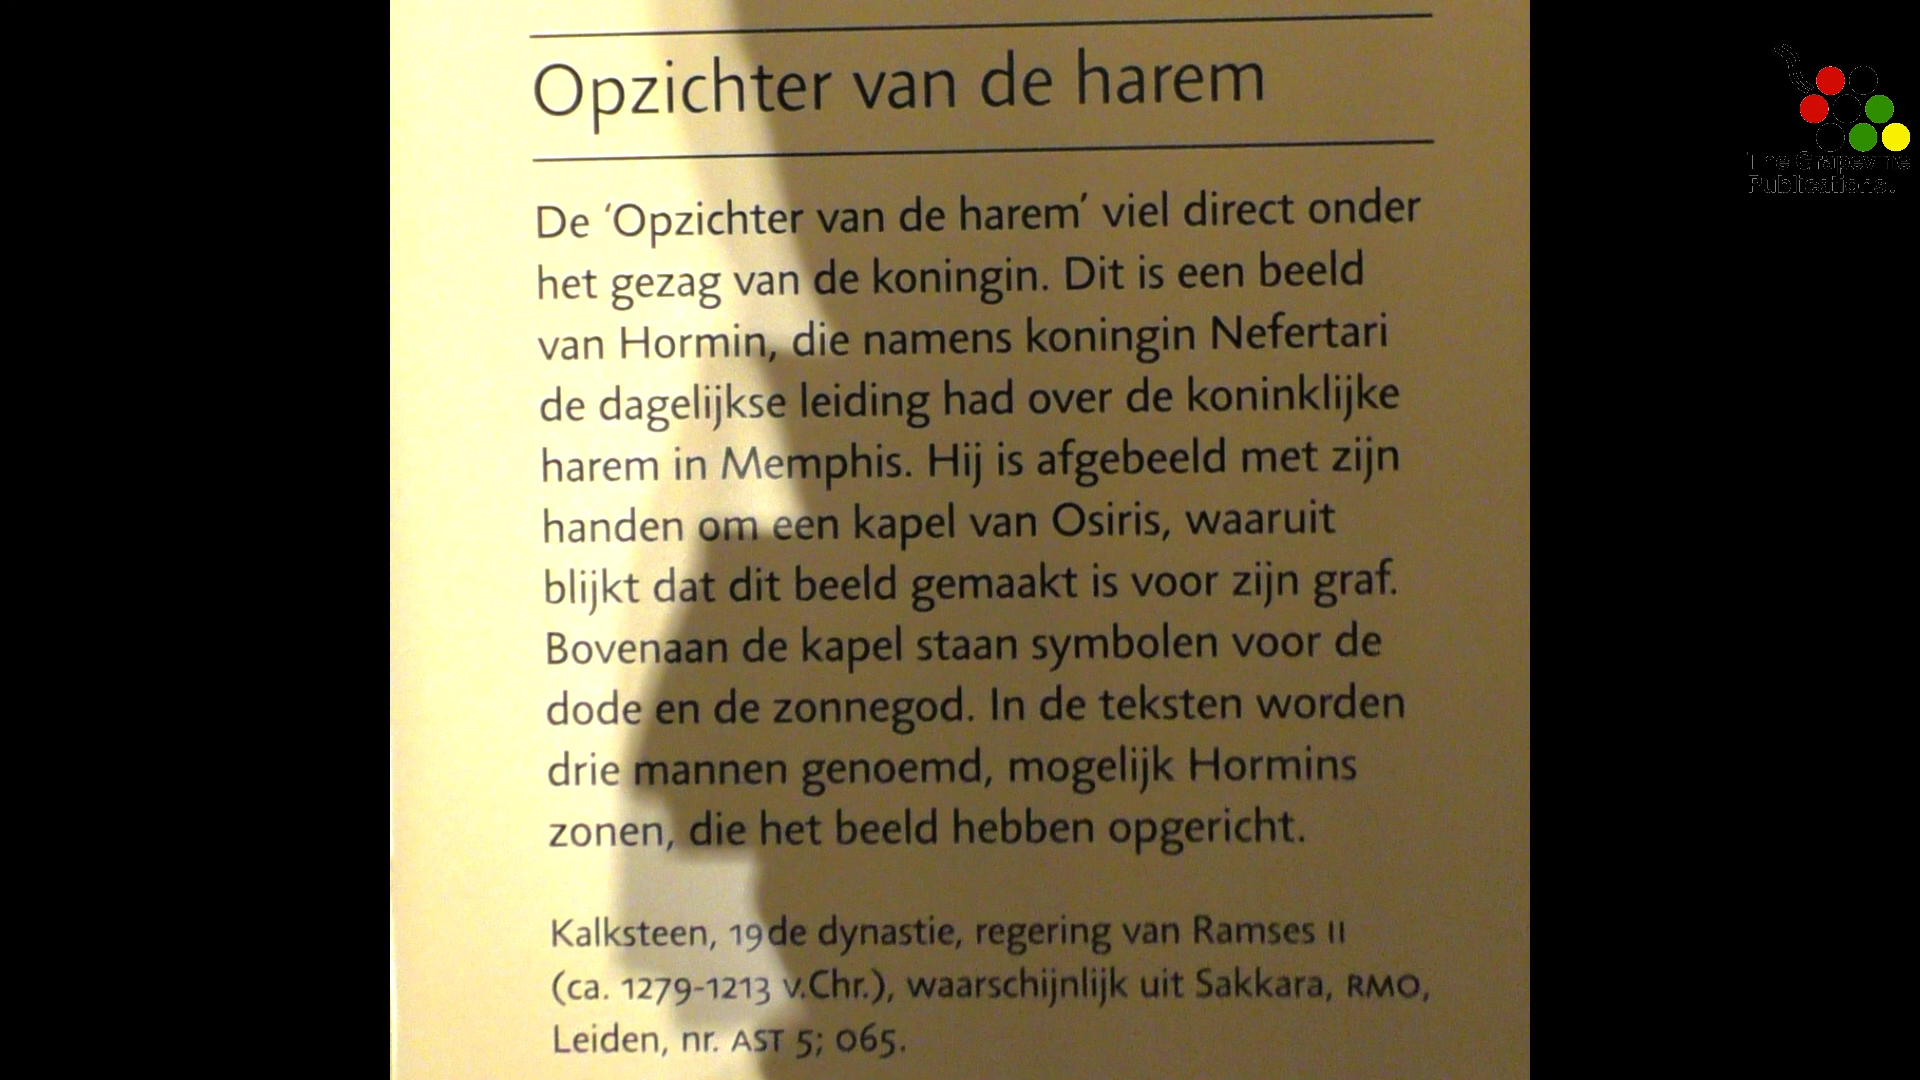 Opzichter van de harem
De ‘Opzichter van de harem’ viel direct onder
het gezag van de koningin. Dit is een beeld
van Hormin, die namens koningin Nefertari
de dagelijkse leiding had over de koninklijke
harem in Memphis. Hij is afgebeeld met zijn
handen om een kapel van Osiris, waaruit
blijkt dat dit beeld gemaakt is voor zijn graf.
Bovenaan de kapel staan symbolen voor de
dode en de zonnegod. In de teksten worden
drie mannen genoemd, mogelijk Hormins
zonen, die het beeld hebben opgericht.
Kalksteen, 19de dynastie, regering van Ramses II
(ca. 1279-1213 v.Chr.), waarschijnlijk uit Sakkara, RMO,
Leiden, nr. AST 5; 065.
The Grapevine
Publications.